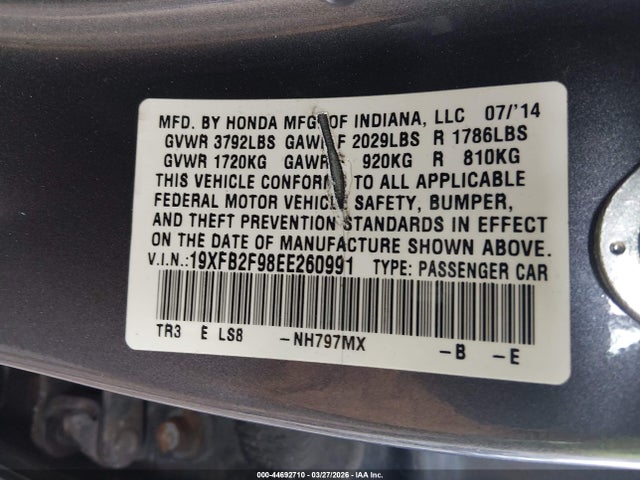 MFD. BY HONDA MFG. OF INDIANA, LLC 07/'14
GVWR 3792LBS GAWR F 2029LBS R 1786LBS
GVWR 1720KG GAWR F 920KG R 810KG
THIS VEHICLE CONFORMS TO ALL APPLICABLE
FEDERAL MOTOR VEHICLE SAFETY, BUMPER,
AND THEFT PREVENTION STANDARDS IN EFFECT
ON THE DATE OF MANUFACTURE SHOWN ABOVE.
V.I.N.: 19XFB2F98EE260991 TYPE: PASSENGER CAR
TR3 E LS8 -NH797MX -B -E
000-44692710 | 03/27/2026 | IAA Inc.